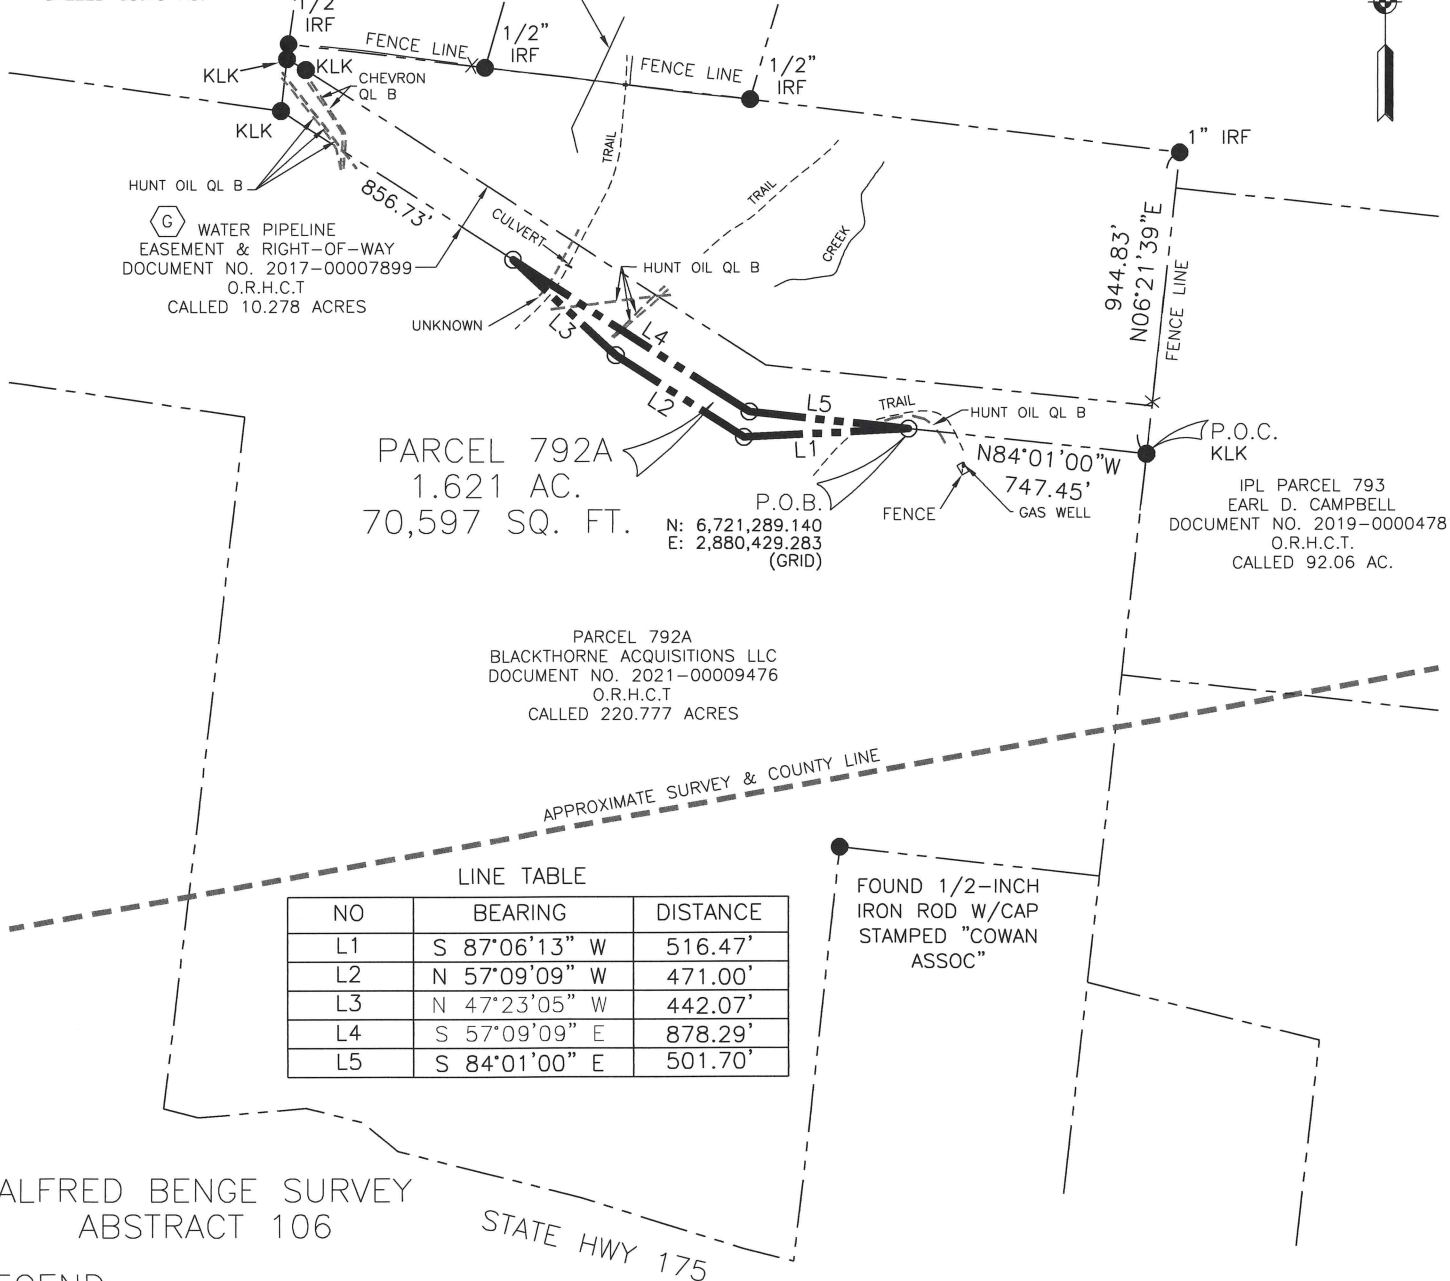 1/2"
IRF
FENCE LINE
1/2"
IRF
FENCE LINE
1/2"
IRF
1" IRF
KLK
KLK
CHEVRON
QL B
KLK
HUNT OIL QL B
G
WATER PIPELINE
EASEMENT & RIGHT-OF-WAY
DOCUMENT NO. 2017-00007899
O.R.H.C.T
CALLED 10.278 ACRES
856.73'
TRAIL
TRAIL
CULVERT
CREEK
HUNT OIL QL B
UNKNOWN
944.83'
N06°21'39"E
FENCE LINE
L3
L4
L2
L5
L1
TRAIL
HUNT OIL QL B
N84°01'00"W
747.45'
P.O.C.
KLK
PARCEL 792A
1.621 AC.
70,597 SQ. FT.
P.O.B.
N: 6,721,289.140
E: 2,880,429.283
(GRID)
FENCE
GAS WELL
IPL PARCEL 793
EARL D. CAMPBELL
DOCUMENT NO. 2019-0000478
O.R.H.C.T.
CALLED 92.06 AC.
PARCEL 792A
BLACKTHORNE ACQUISITIONS LLC
DOCUMENT NO. 2021-00009476
O.R.H.C.T
CALLED 220.777 ACRES
APPROXIMATE SURVEY & COUNTY LINE
LINE TABLE
NO BEARING DISTANCE
L1 S 87°06'13" W 516.47'
L2 N 57°09'09" W 471.00'
L3 N 47°23'05" W 442.07'
L4 S 57°09'09" E 878.29'
L5 S 84°01'00" E 501.70'
FOUND 1/2-INCH
IRON ROD W/CAP
STAMPED "COWAN
ASSOC"
ALFRED BENGE SURVEY
ABSTRACT 106
STATE HWY 175